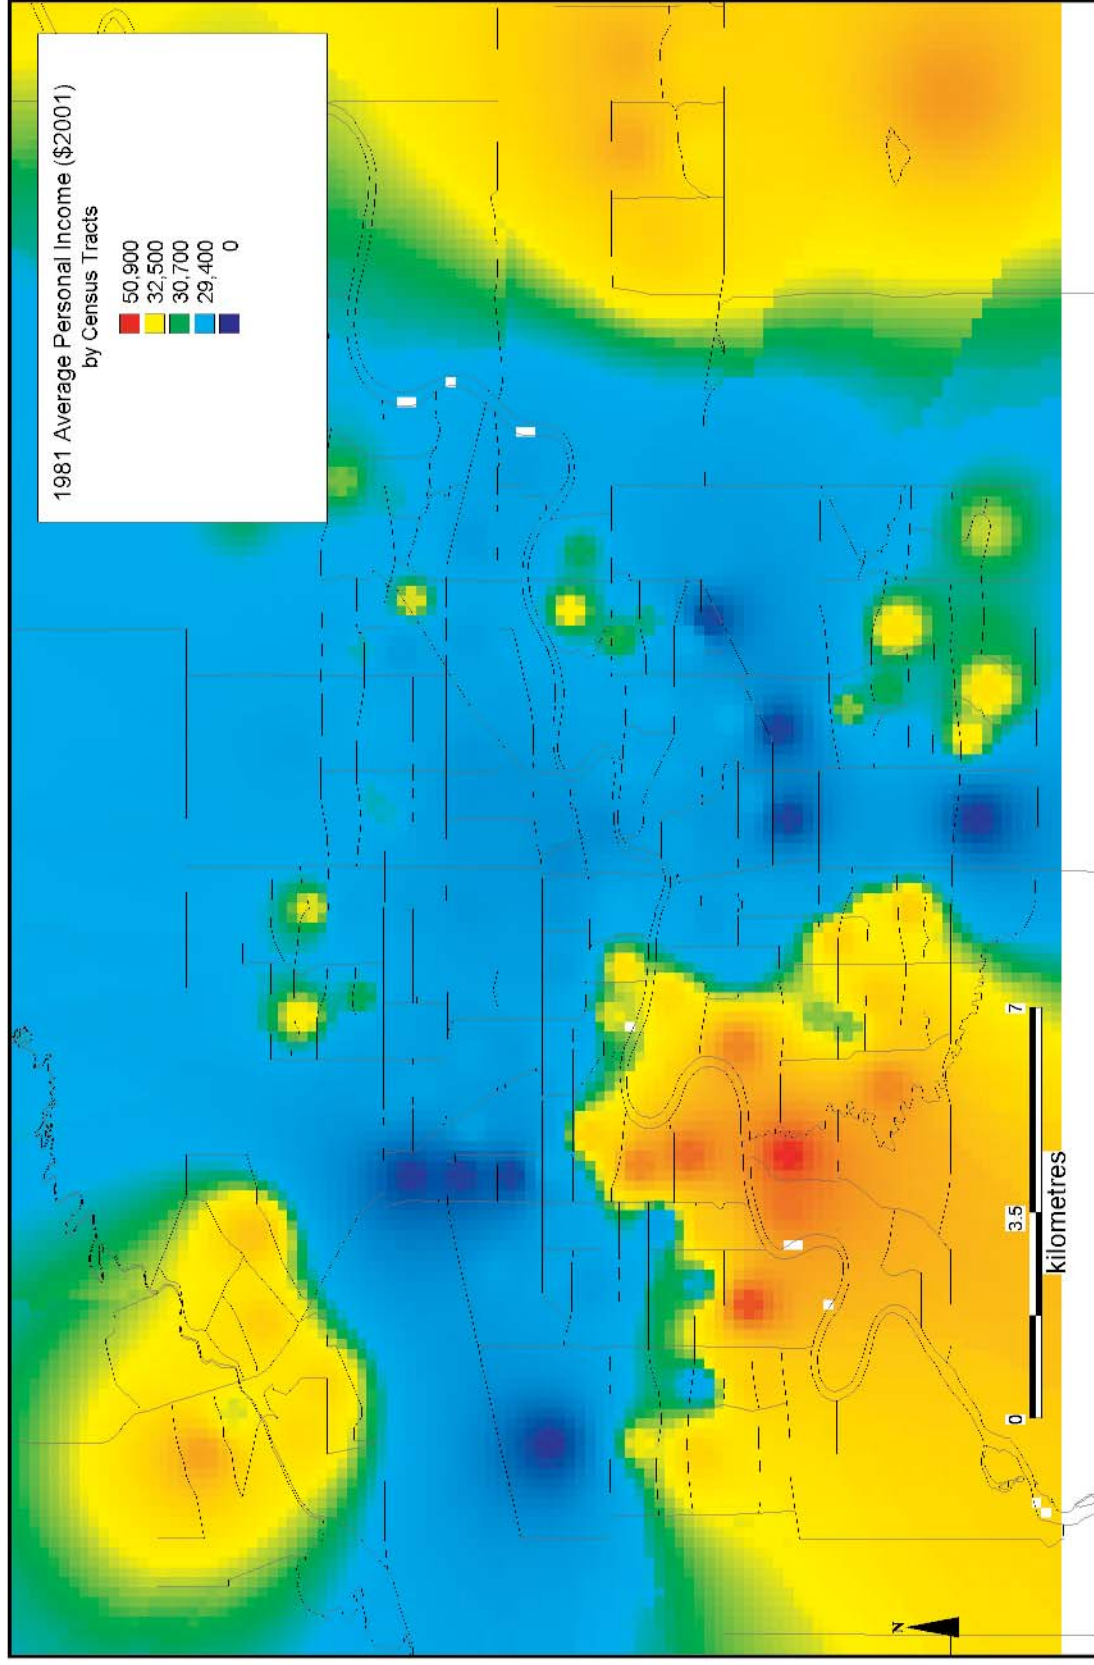 1981 Average Personal Income ($2001)
by Census Tracts
50,900
32,500
30,700
29,400
0
N
0 3.5 7
kilometres